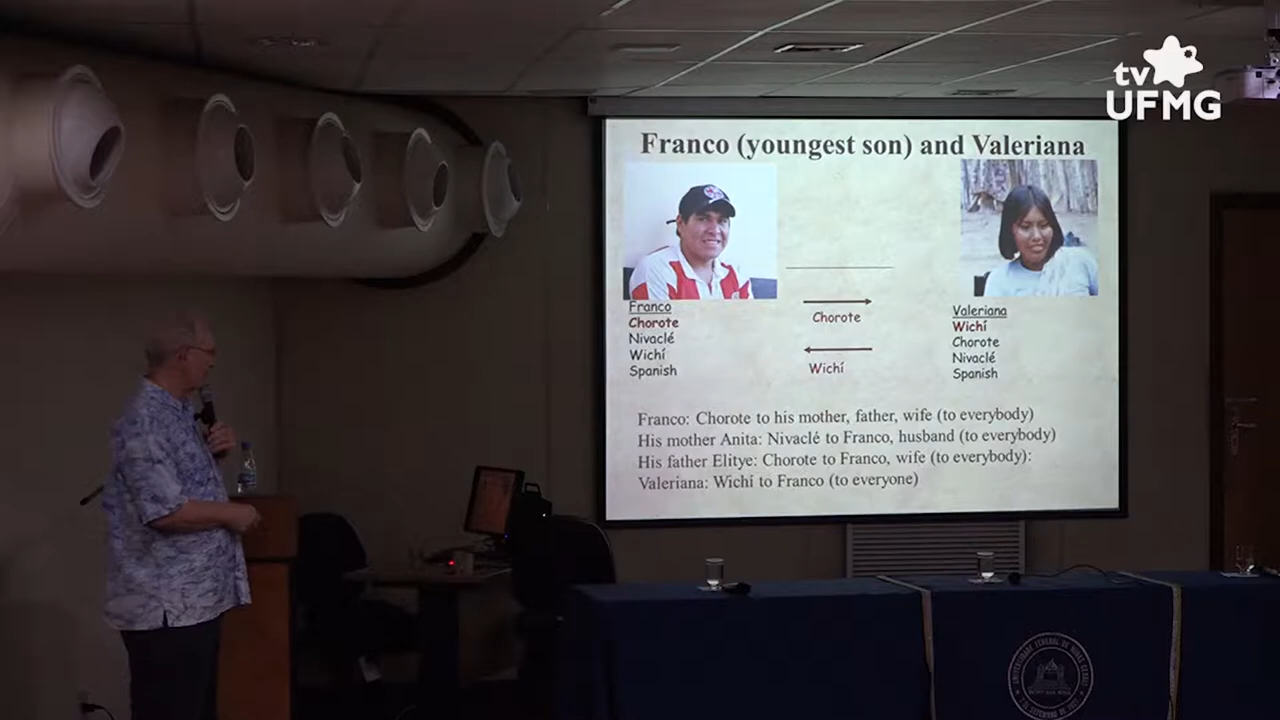 tv
UFMG
Franco (youngest son) and Valeriana
Franco
Chorote
Nivaclé
Wichí
Spanish
Chorote
Wichí
Valeriana
Wichí
Chorote
Nivaclé
Spanish
Franco: Chorote to his mother, father, wife (to everybody)
His mother Anita: Nivaclé to Franco, husband (to everybody)
His father Elitye: Chorote to Franco, wife (to everybody):
Valeriana: Wichí to Franco (to everyone)